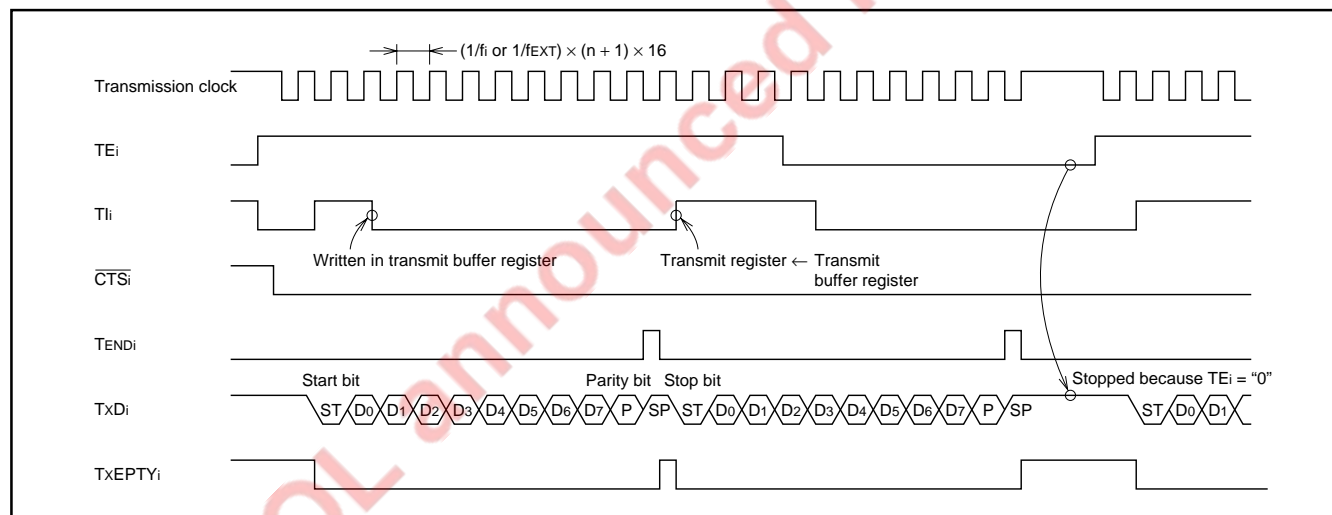 (1/fi or 1/fEXT) × (n + 1) × 16
Transmission clock
TEi
TIi
Written in transmit buffer register
Transmit register ← Transmit
buffer register
CTSi
TENDi
Start bit
Parity bit
Stop bit
Stopped because TEi = “0”
TXDi
ST D0 D1 D2 D3 D4 D5 D6 D7 P SP ST D0 D1 D2 D3 D4 D5 D6 D7 P SP ST D0 D1
TXEPTYi
OL announced